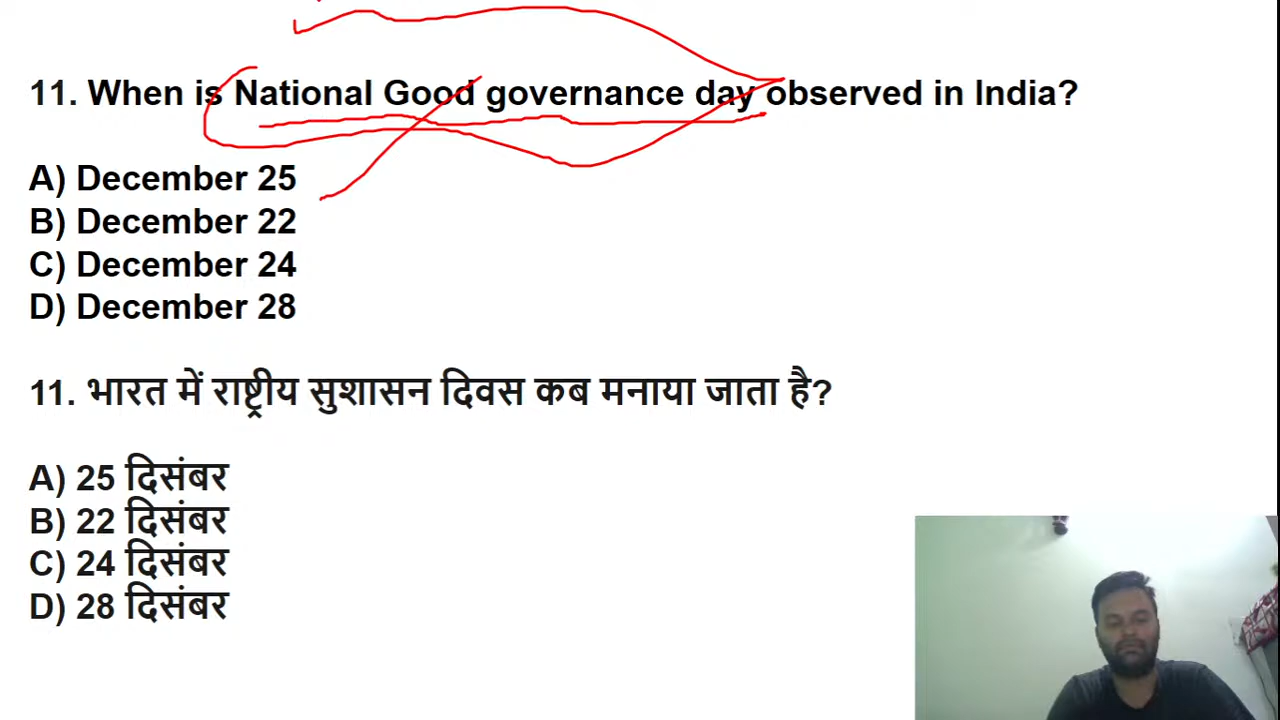 11. When is National Good governance day observed in India?
A) December 25
B) December 22
C) December 24
D) December 28
11. भारत में राष्ट्रीय सुशासन दिवस कब मनाया जाता है?
A) 25 दिसंबर
B) 22 दिसंबर
C) 24 दिसंबर
D) 28 दिसंबर